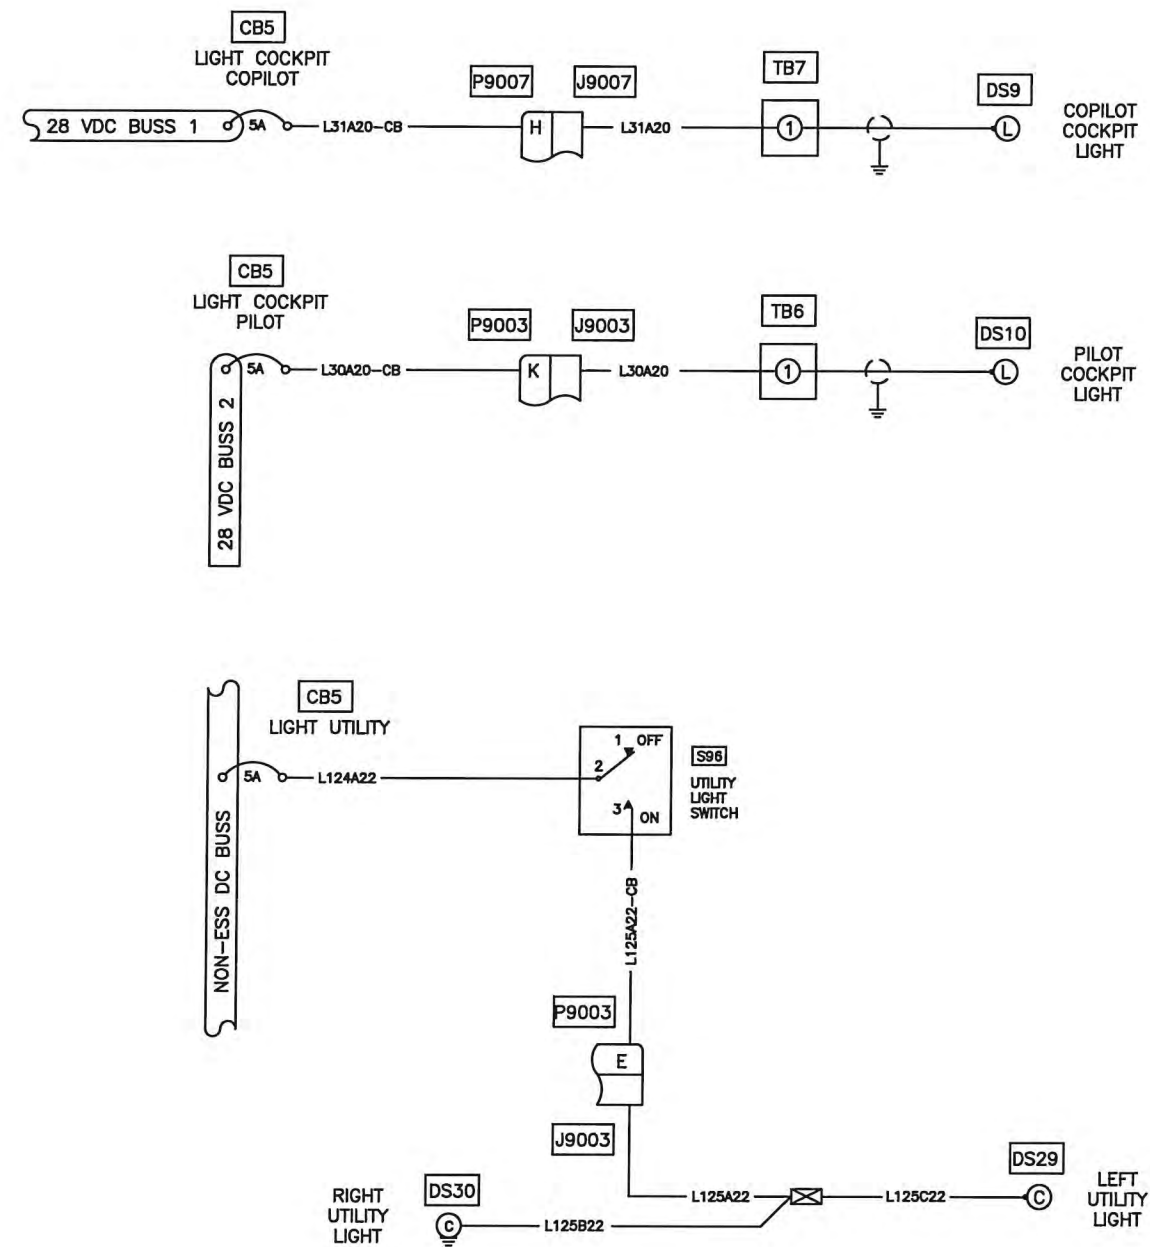 CB5
LIGHT COCKPIT
COPILOT
28 VDC BUSS 1
5A
L31A20-CB
P9007
J9007
H
L31A20
TB7
1
DS9
L
COPILOT
COCKPIT
LIGHT
CB5
LIGHT COCKPIT
PILOT
28 VDC BUSS 2
5A
L30A20-CB
P9003
J9003
K
L30A20
TB6
1
DS10
L
PILOT
COCKPIT
LIGHT
CB5
LIGHT UTILITY
NON-ESS DC BUSS
5A
L124A22
1 OFF
2
3 ON
S96
UTILITY
LIGHT
SWITCH
L125A22-CB
P9003
E
J9003
RIGHT
UTILITY
LIGHT
DS30
C
L125B22
L125A22
L125C22
DS29
C
LEFT
UTILITY
LIGHT